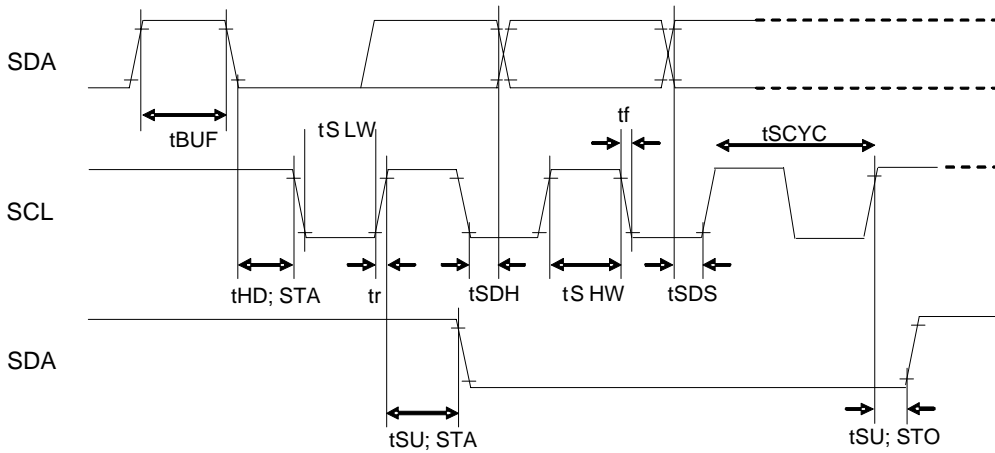 SDA
tBUF
tS LW
tf
tSCYC
SCL
tHD; STA
tr
tSDH
tS HW
tSDS
SDA
tSU; STA
tSU; STO